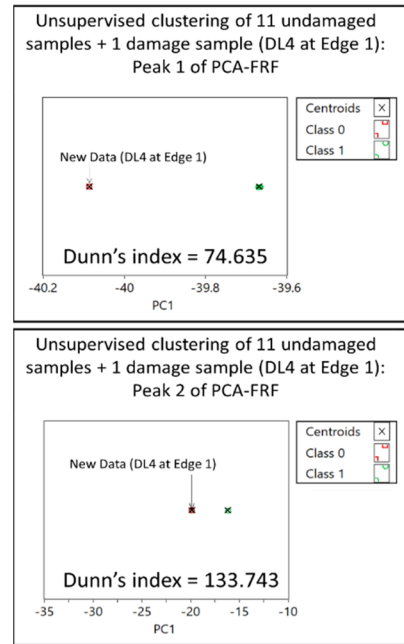 Unsupervised clustering of 11 undamaged
samples + 1 damage sample (DL4 at Edge 1):
Peak 1 of PCA-FRF
Centroids
Class 0
Class 1
New Data (DL4 at Edge 1)
Dunn’s index = 74.635
-40.2 -40 -39.8 -39.6
PC1
Unsupervised clustering of 11 undamaged
samples + 1 damage sample (DL4 at Edge 1):
Peak 2 of PCA-FRF
Centroids
Class 0
Class 1
New Data (DL4 at Edge 1)
Dunn’s index = 133.743
-35 -30 -25 -20 -15 -10
PC1